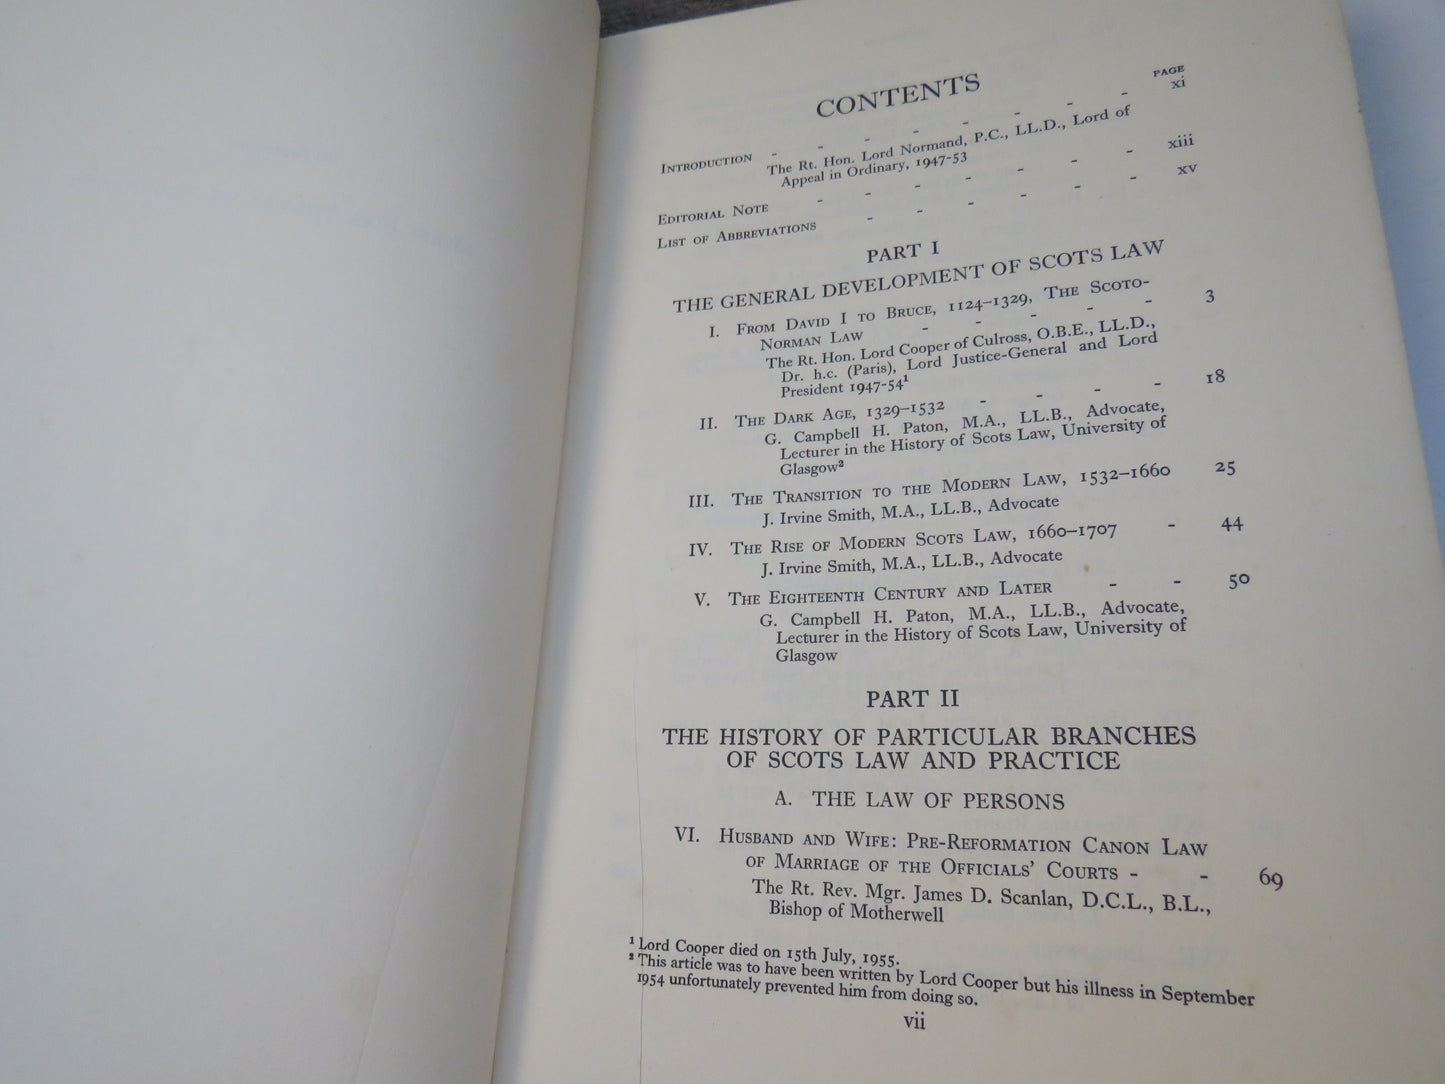 CONTENTS
PAGE
INTRODUCTION - - - - - - - xi
The Rt. Hon. Lord Normand, P.C., LL.D., Lord of
Appeal in Ordinary, 1947-53
EDITORIAL NOTE - - - - - - - xiii
LIST OF ABBREVIATIONS - - - - - - xv
PART I
THE GENERAL DEVELOPMENT OF SCOTS LAW
I. FROM DAVID I TO BRUCE, 1124–1329, THE SCOTO-
NORMAN LAW - - - - - 3
The Rt. Hon. Lord Cooper of Culross, O.B.E., LL.D.,
Dr. h.c. (Paris), Lord Justice-General and Lord
President 1947-54¹
II. THE DARK AGE, 1329–1532 - - - - 18
G. Campbell H. Paton, M.A., LL.B., Advocate,
Lecturer in the History of Scots Law, University of
Glasgow²
III. THE TRANSITION TO THE MODERN LAW, 1532–1660 25
J. Irvine Smith, M.A., LL.B., Advocate
IV. THE RISE OF MODERN SCOTS LAW, 1660–1707 - 44
J. Irvine Smith, M.A., LL.B., Advocate
V. THE EIGHTEENTH CENTURY AND LATER - - 50
G. Campbell H. Paton, M.A., LL.B., Advocate,
Lecturer in the History of Scots Law, University of
Glasgow
PART II
THE HISTORY OF PARTICULAR BRANCHES
OF SCOTS LAW AND PRACTICE
A. THE LAW OF PERSONS
VI. HUSBAND AND WIFE: PRE-REFORMATION CANON LAW
OF MARRIAGE OF THE OFFICIALS' COURTS - - 69
The Rt. Rev. Mgr. James D. Scanlan, D.C.L., B.L.,
Bishop of Motherwell
¹ Lord Cooper died on 15th July, 1955.
² This article was to have been written by Lord Cooper but his illness in September
1954 unfortunately prevented him from doing so.
vii